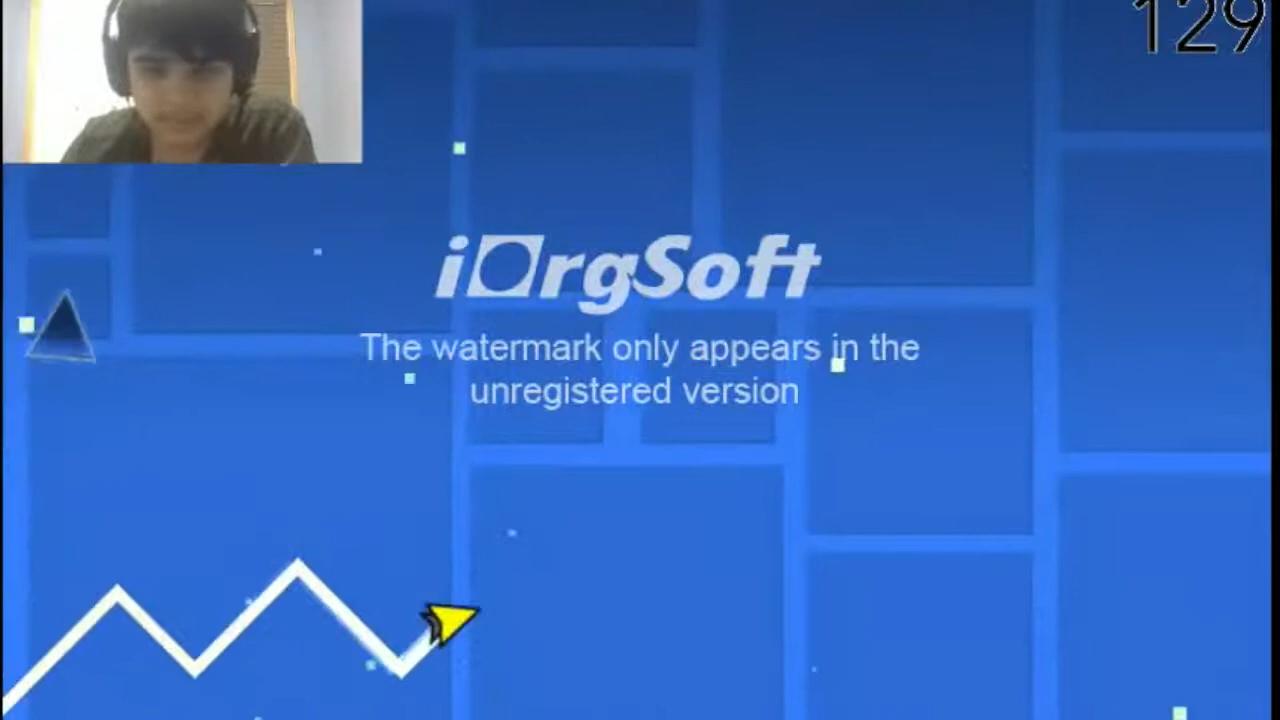 129
iOrgSoft
The watermark only appears in the
unregistered version